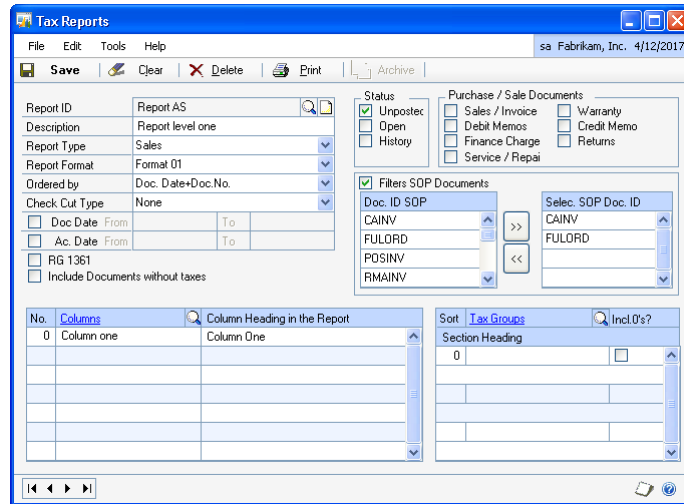 Tax Reports
File Edit Tools Help sa Fabrikam, Inc. 4/12/2017
Save Clear Delete Print Archive
Report ID Report AS
Description Report level one
Report Type Sales
Report Format Format 01
Ordered by Doc. Date+Doc.No.
Check Cut Type None
Doc Date From To
Ac. Date From To
RG 1361
Include Documents without taxes
Status
Unpostec
Open
History
Purchase / Sale Documents
Sales / Invoice Warranty
Debit Memos Credit Memo
Finance Charge Returns
Service / Repai
Filters SOP Documents
Doc. ID SOP
CAINV
FULORD
POSINV
RMAINV
>>
<<
Selec. SOP Doc. ID
CAINV
FULORD
No. Columns Column Heading in the Report
0 Column one Column One
Sort Tax Groups Incl.0's?
Section Heading
0